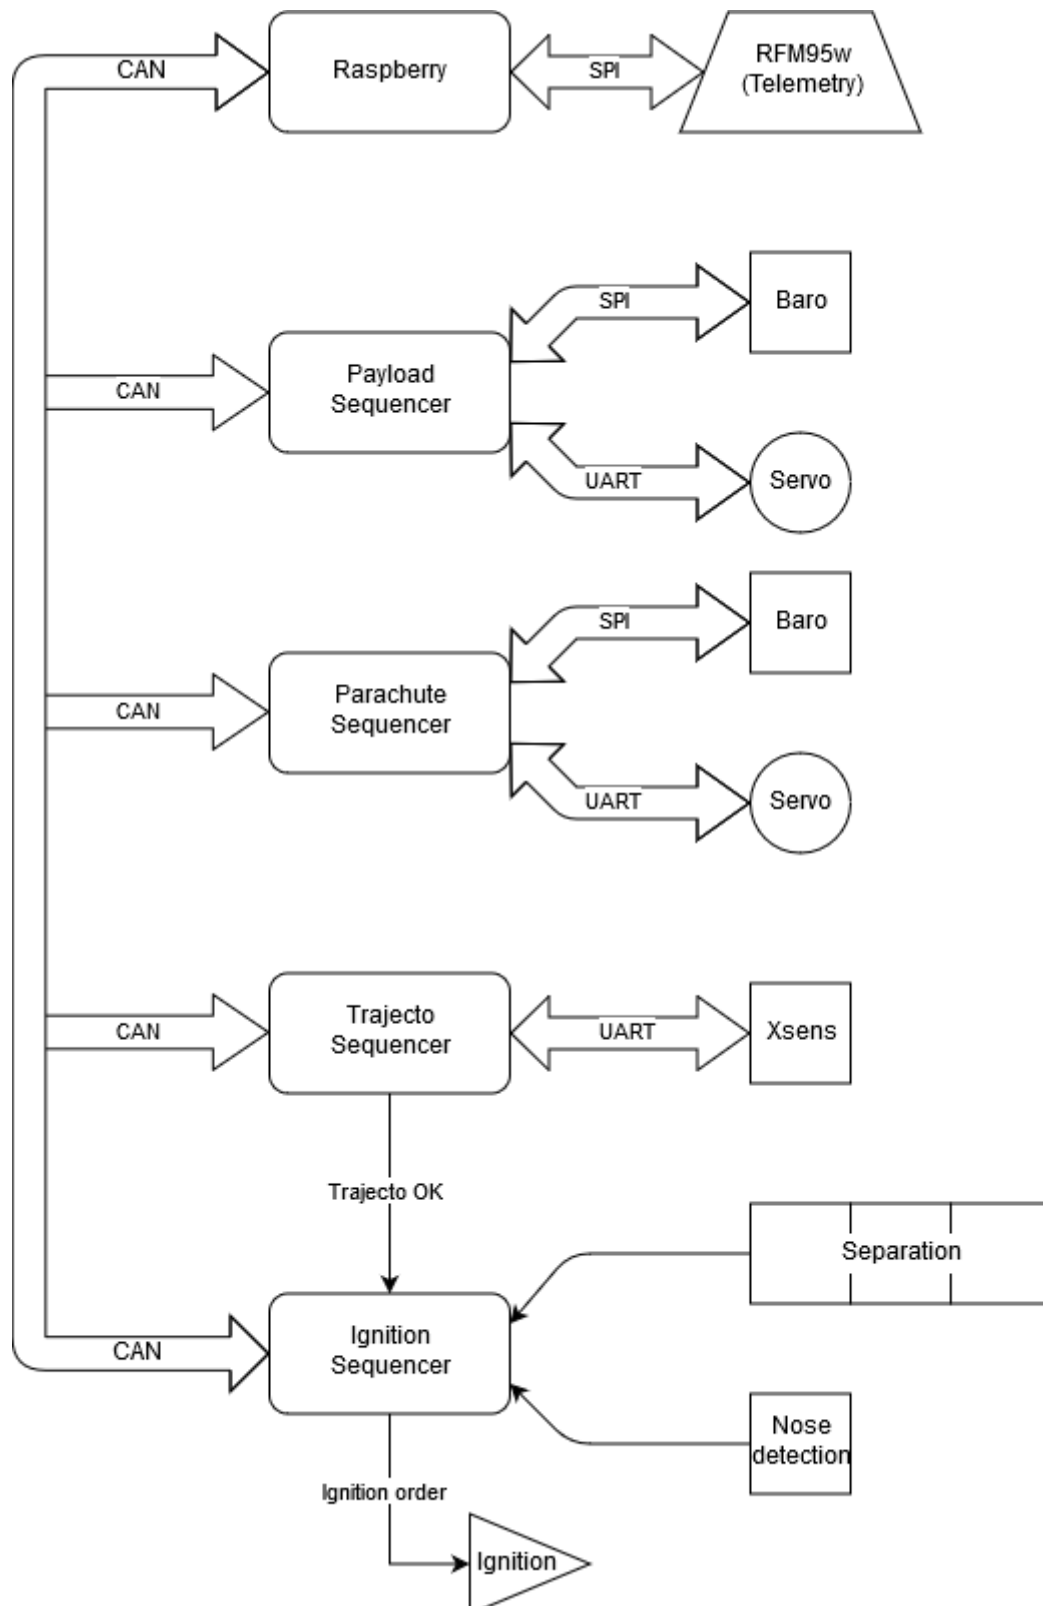 CAN
Raspberry
SPI
RFM95w
(Telemetry)
SPI
Baro
CAN
Payload
Sequencer
UART
Servo
SPI
Baro
CAN
Parachute
Sequencer
UART
Servo
CAN
Trajecto
Sequencer
UART
Xsens
Trajecto OK
Separation
CAN
Ignition
Sequencer
Nose
detection
Ignition order
Ignition